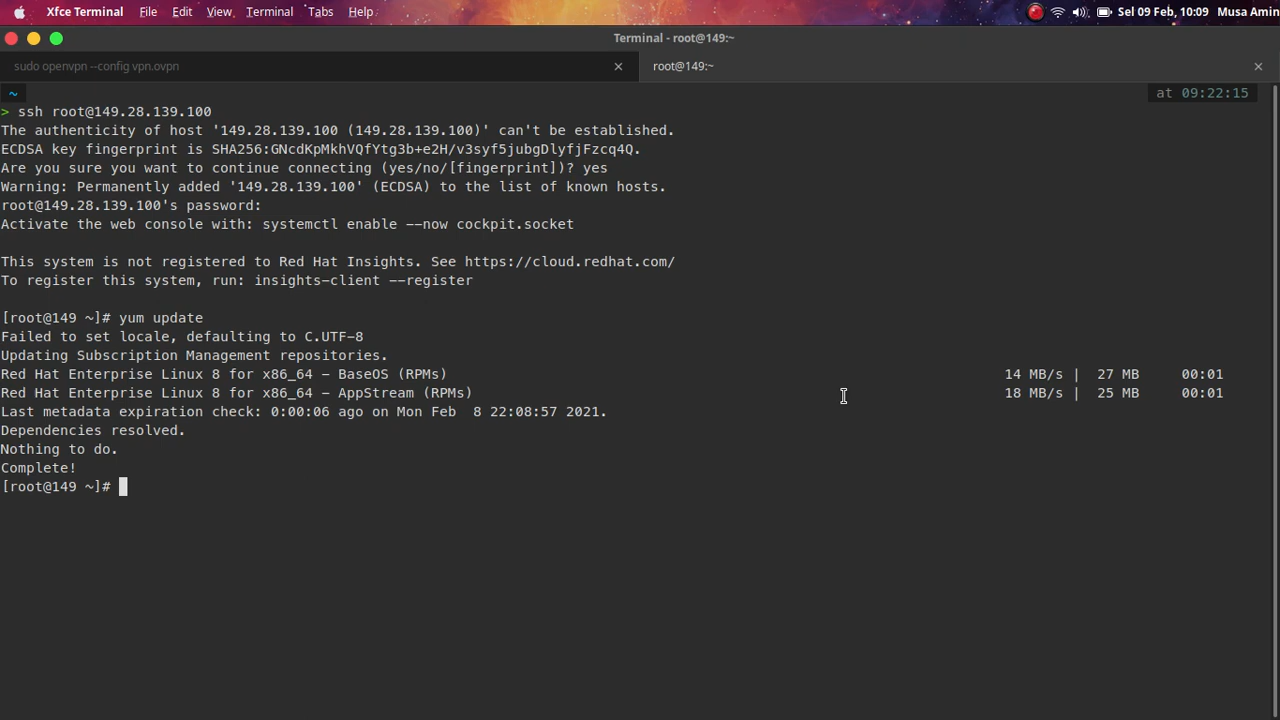 Xfce Terminal File Edit View Terminal Tabs Help Sel 09 Feb, 10:09 Musa Amin
Terminal - root@149:~
sudo openvpn --config vpn.ovpn
root@149:~
~ at 09:22:15
> ssh root@149.28.139.100
The authenticity of host '149.28.139.100 (149.28.139.100)' can't be established.
ECDSA key fingerprint is SHA256:GNcdKpMkhVQfYtg3b+e2H/v3syf5jubgDlyfjFzcq4Q.
Are you sure you want to continue connecting (yes/no/[fingerprint])? yes
Warning: Permanently added '149.28.139.100' (ECDSA) to the list of known hosts.
root@149.28.139.100's password:
Activate the web console with: systemctl enable --now cockpit.socket
This system is not registered to Red Hat Insights. See https://cloud.redhat.com/
To register this system, run: insights-client --register
[root@149 ~]# yum update
Failed to set locale, defaulting to C.UTF-8
Updating Subscription Management repositories.
Red Hat Enterprise Linux 8 for x86_64 - BaseOS (RPMs) 14 MB/s | 27 MB 00:01
Red Hat Enterprise Linux 8 for x86_64 - AppStream (RPMs) 18 MB/s | 25 MB 00:01
Last metadata expiration check: 0:00:06 ago on Mon Feb  8 22:08:57 2021.
Dependencies resolved.
Nothing to do.
Complete!
[root@149 ~]#